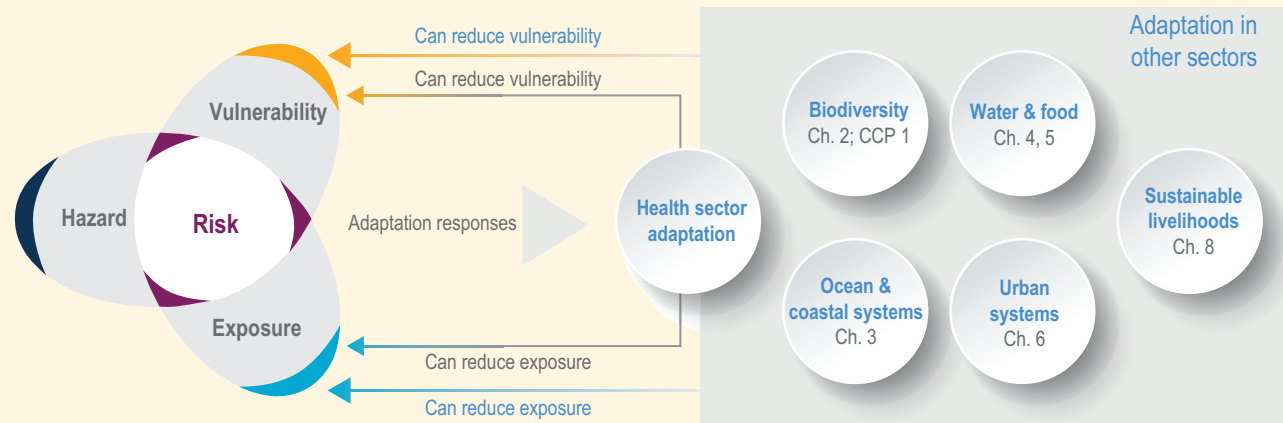 Can reduce vulnerability
Can reduce vulnerability
Vulnerability
Hazard
Risk
Exposure
Adaptation responses
Can reduce exposure
Can reduce exposure
Health sector
adaptation
Adaptation in
other sectors
Biodiversity
Ch. 2; CCP 1
Water & food
Ch. 4, 5
Sustainable
livelihoods
Ch. 8
Ocean &
coastal systems
Ch. 3
Urban
systems
Ch. 6